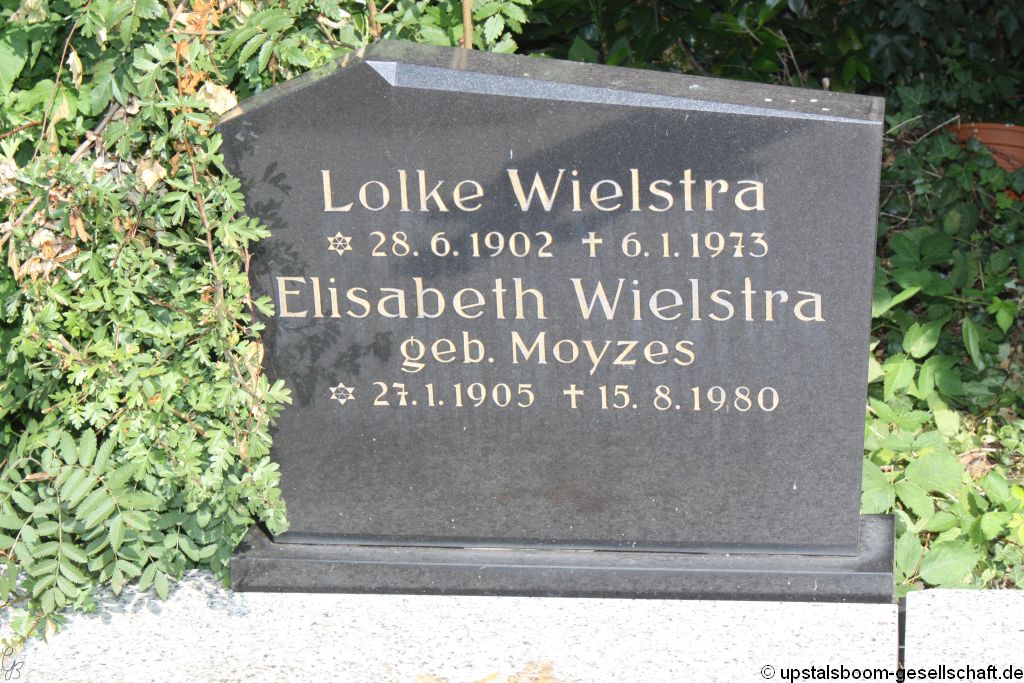 Lolke Wielstra
✡ 28. 6. 1902 ✝ 6. 1. 1973
Elisabeth Wielstra
geb. Moyzes
✡ 27. 1. 1905 ✝ 15. 8. 1980
© upstalsboom-gesellschaft.de